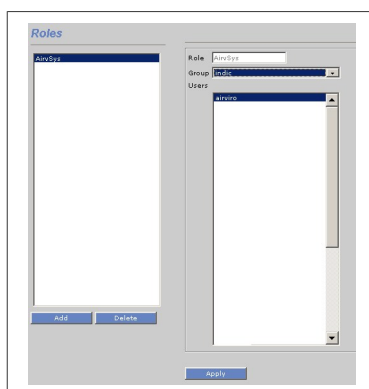 Roles
AirvSys
Add Delete
Role AirvSys
Group indic
Users
airviro
Apply